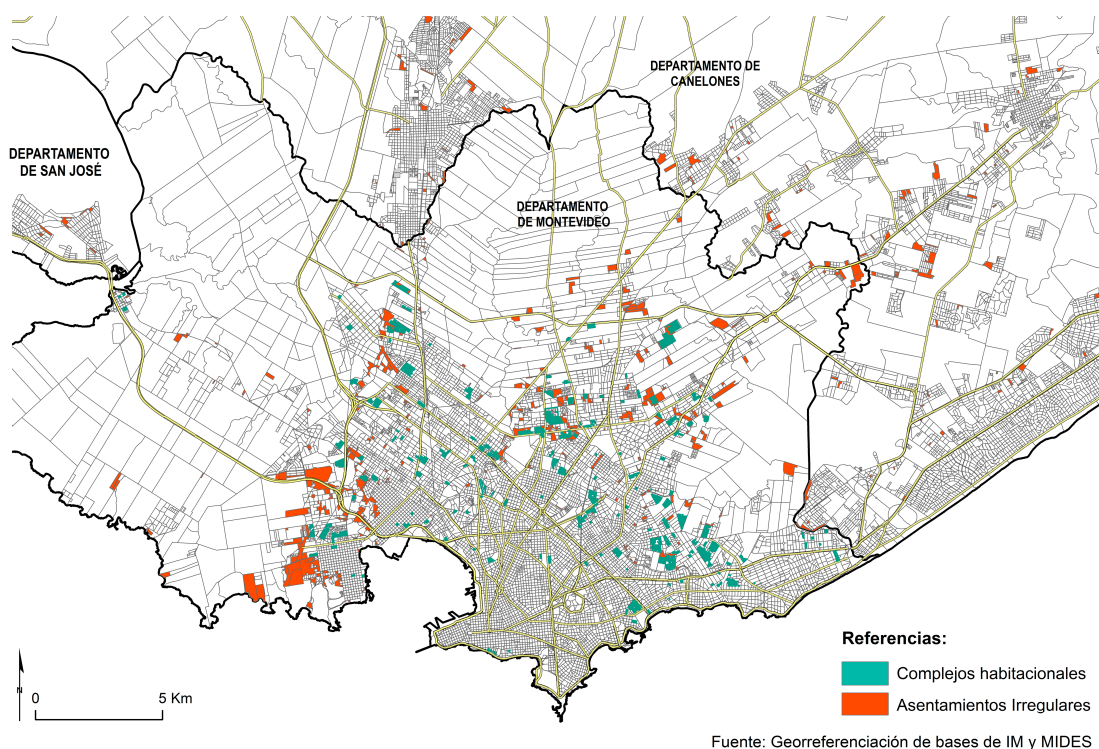 DEPARTAMENTO DE
CANELONES
DEPARTAMENTO
DE SAN JOSÉ
DEPARTAMENTO
DE MONTEVIDEO
Referencias:
Complejos habitacionales
Asentamientos Irregulares
N
0
5 Km
Fuente: Georreferenciación de bases de IM y MIDES